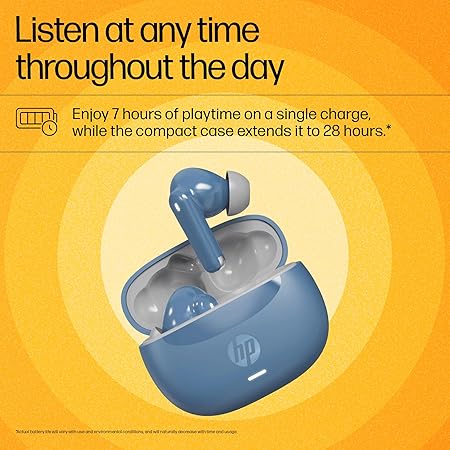 Listen at any time
throughout the day
Enjoy 7 hours of playtime on a single charge,
while the compact case extends it to 28 hours.*
hp
*Actual battery life will vary with use and environmental conditions, and will naturally decrease with time and usage.